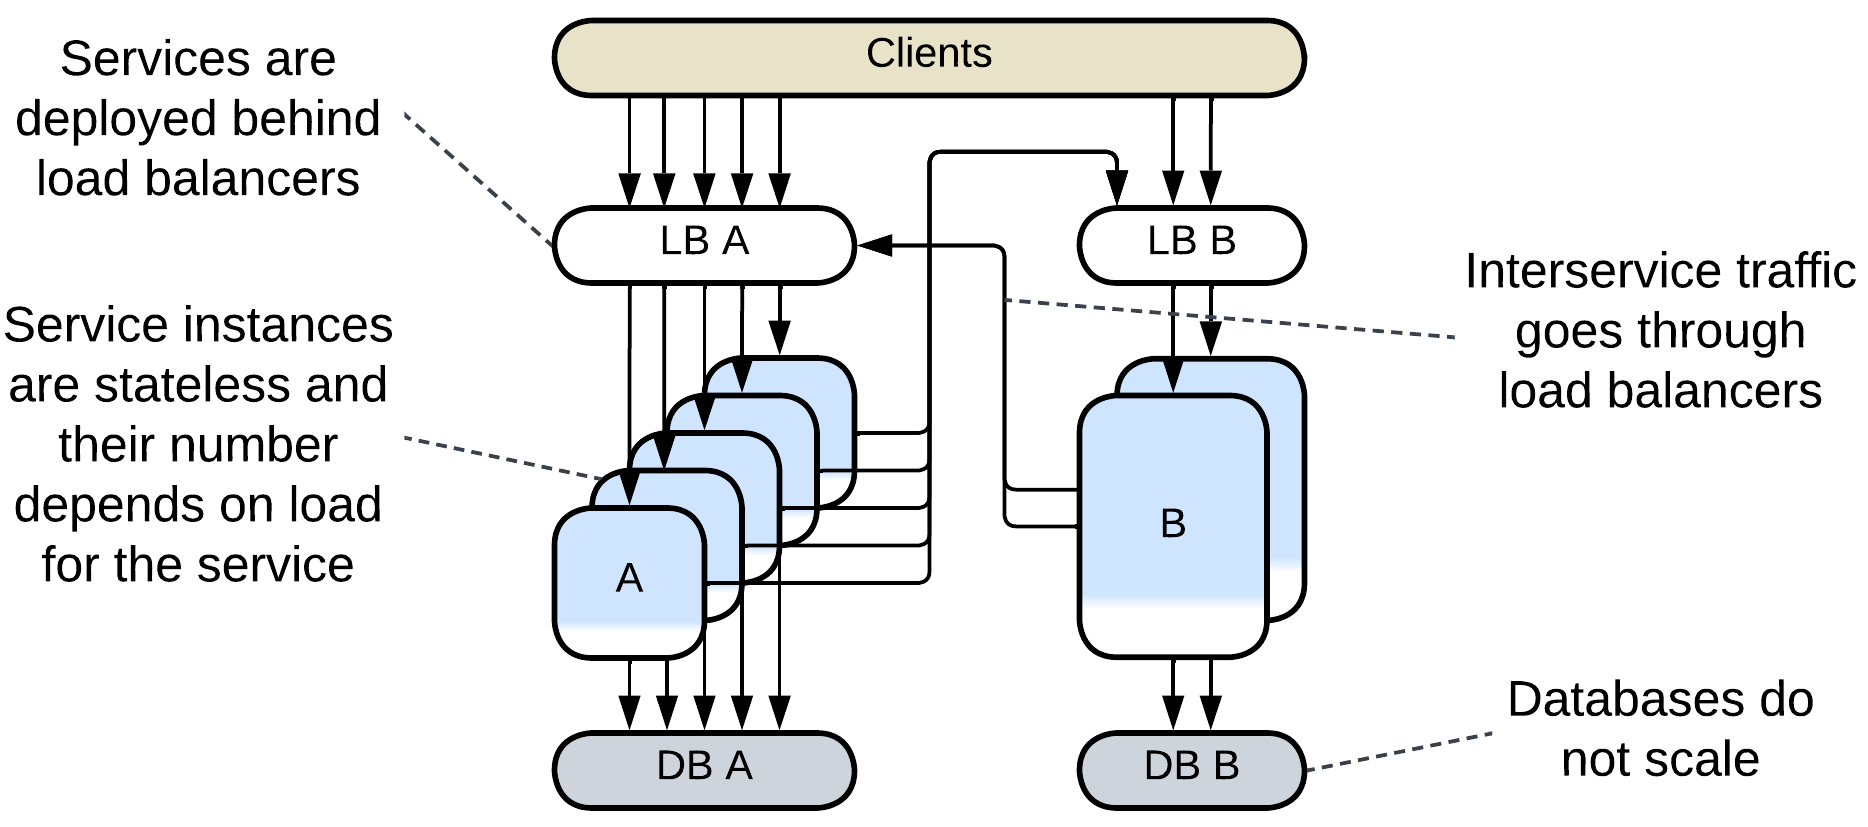 Clients
Services are
deployed behind
load balancers
LB A
LB B
Interservice traffic
goes through
load balancers
Service instances
are stateless and
their number
depends on load
for the service
A
B
Databases do
not scale
DB A
DB B